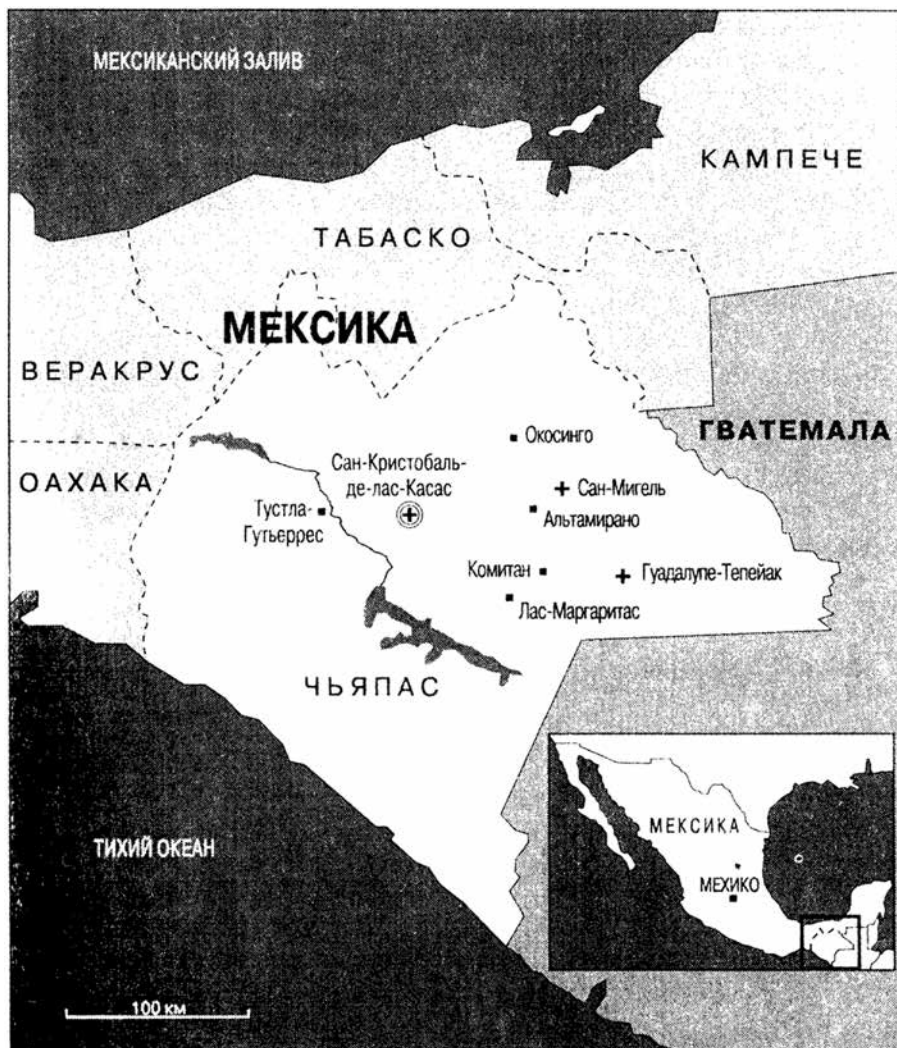 МЕКСИКАНСКИЙ ЗАЛИВ
КАМПЕЧЕ
ТАБАСКО
МЕКСИКА
ВЕРАКРУС
ГВАТЕМАЛА
Окосинго
ОАХАКА
Сан-Кристобаль-
де-лас-Касас
Сан-Мигель
Тустла-
Гутьеррес
Альтамирано
Комитан
Гуадалупе-Тепейак
Лас-Маргаритас
ЧЬЯПАС
МЕКСИКА
ТИХИЙ ОКЕАН
МЕХИКО
100 км